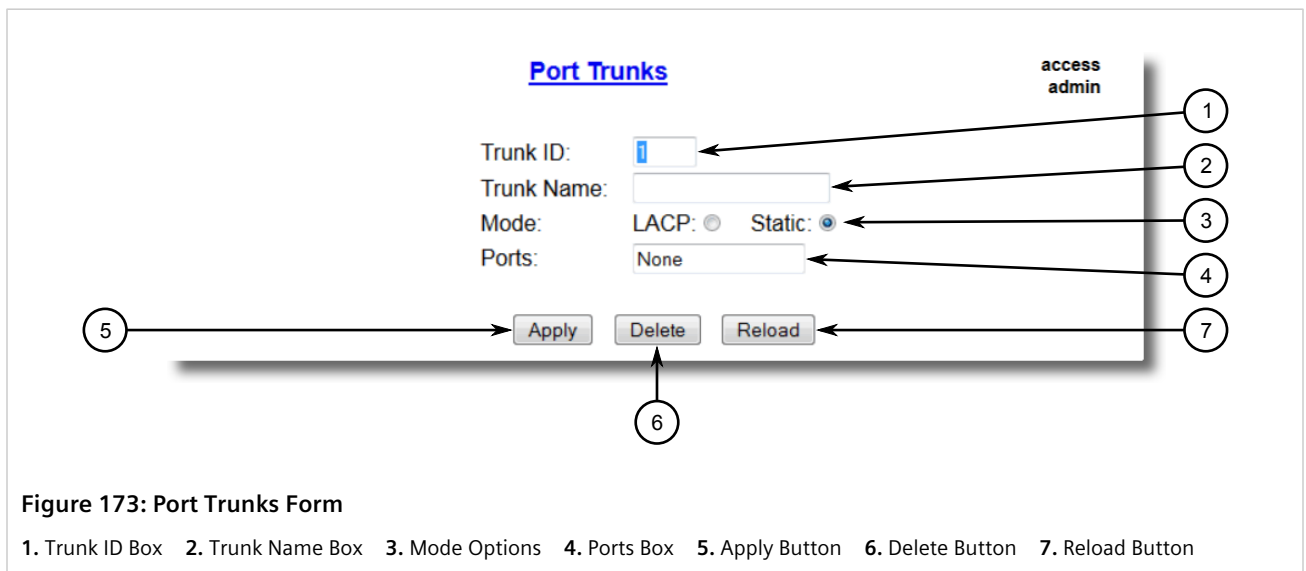 Port Trunks
access
admin
1
Trunk ID: 1
2
Trunk Name:
Mode: LACP: Static:
3
Ports: None
4
5
Apply Delete Reload
7
6
Figure 173: Port Trunks Form
1. Trunk ID Box 2. Trunk Name Box 3. Mode Options 4. Ports Box 5. Apply Button 6. Delete Button 7. Reload Button